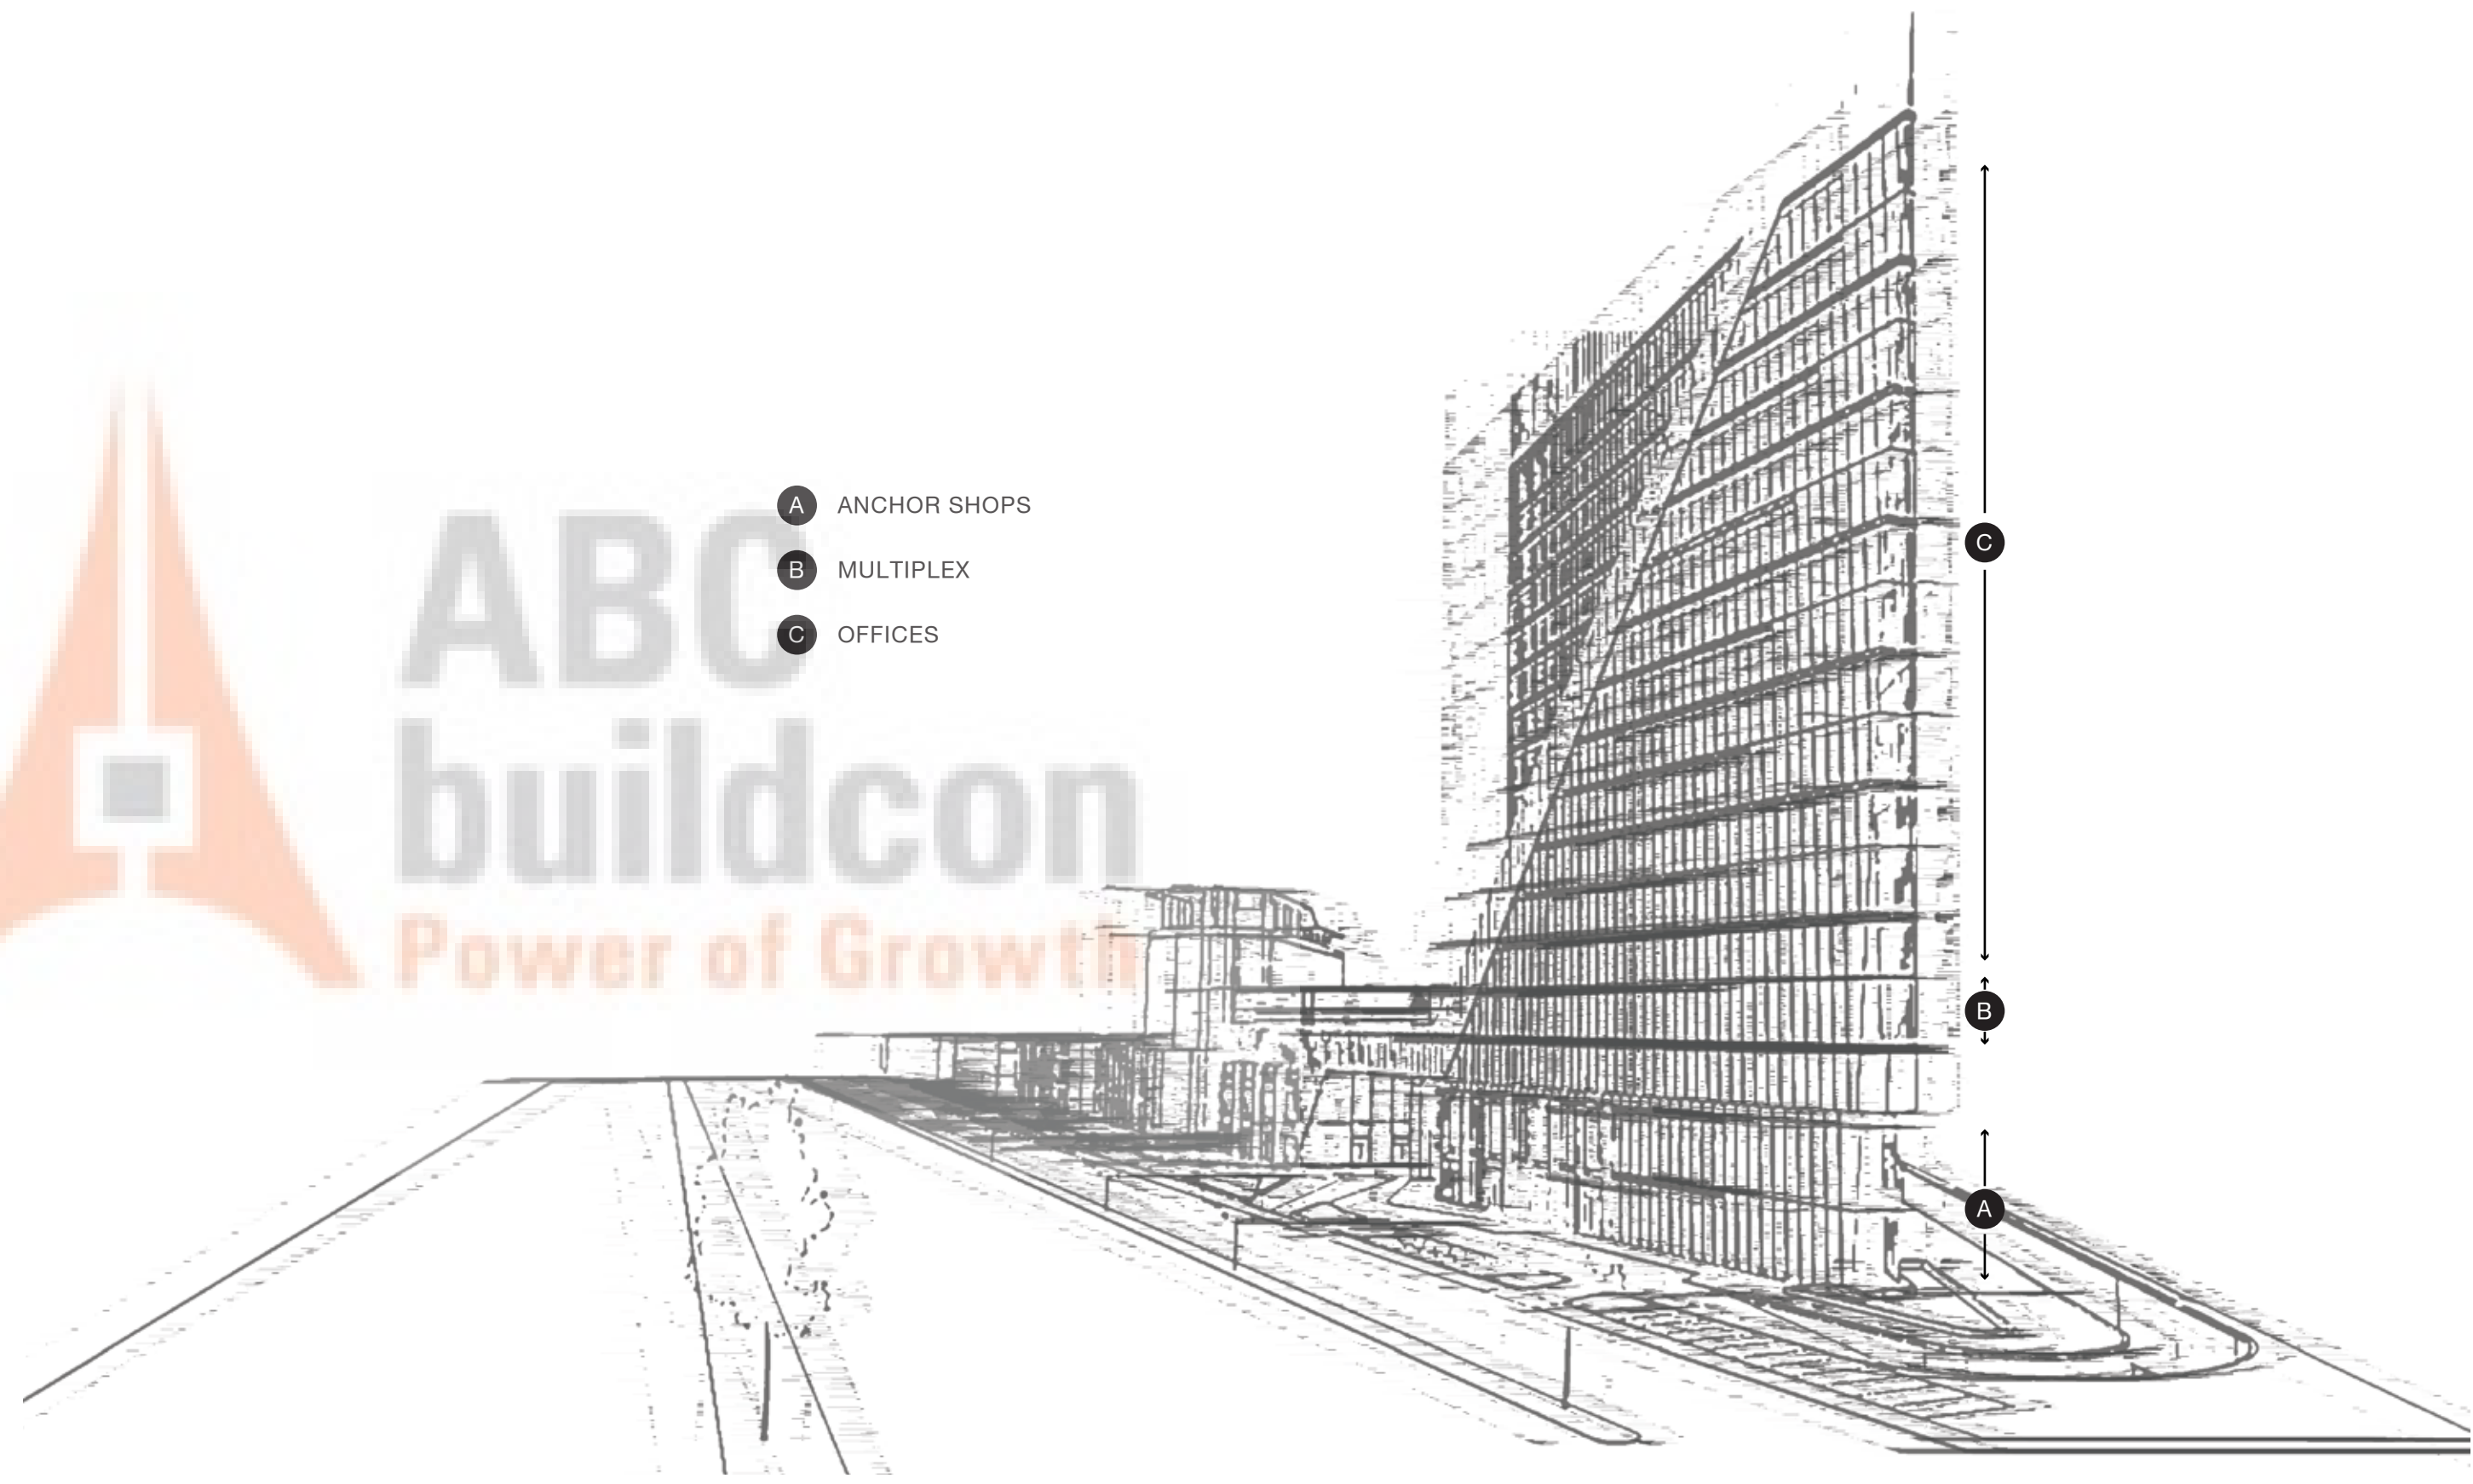 A ANCHOR SHOPS
B MULTIPLEX
C OFFICES
ABC
buildcon
Power of Growth
C
B
A